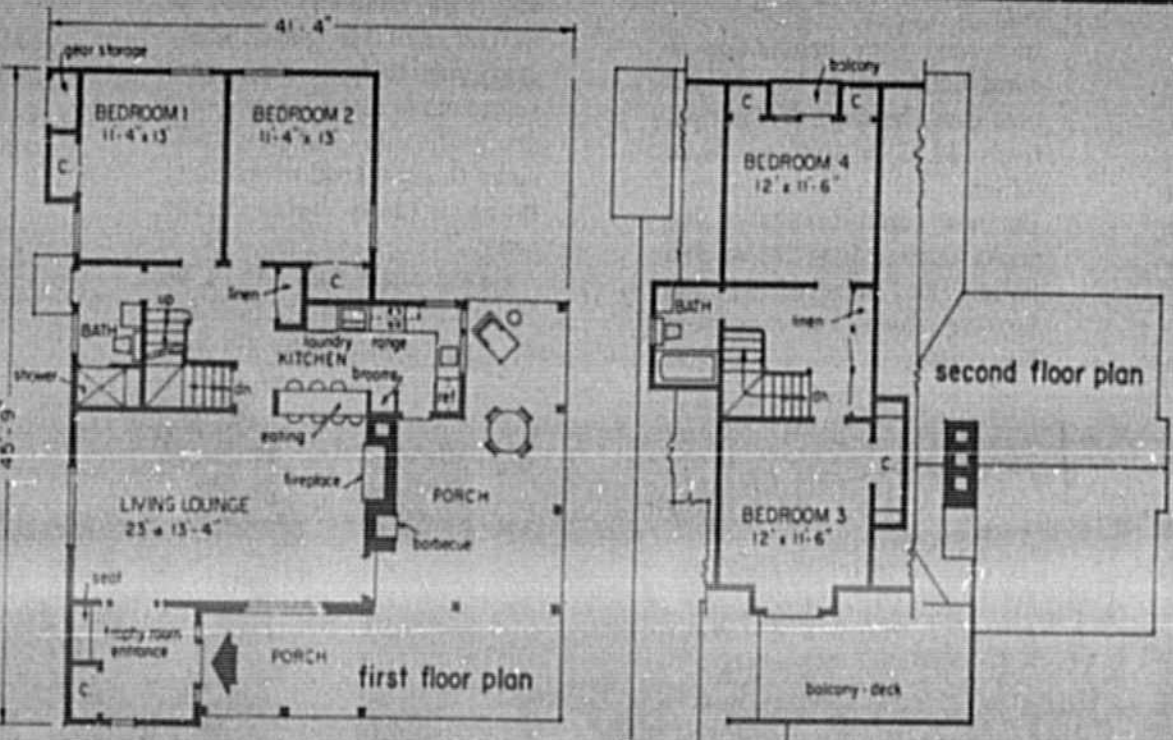 41'-4"
gear storage
BEDROOM 1
11'-4" x 13'
BEDROOM 2
11'-4" x 13'
C.
C.
linen
up
BATH
laundry
range
KITCHEN
brooms
shower
dn.
ref.
eating
45'-9"
fireplace
PORCH
LIVING LOUNGE
23' x 13'-4"
barbecue
seat
trophy room
entrance
PORCH
C.
first floor plan
balcony
C.
C.
BEDROOM 4
12' x 11'-6"
BATH
linen
second floor plan
dn.
C.
BEDROOM 3
12' x 11'-6"
balcony - deck